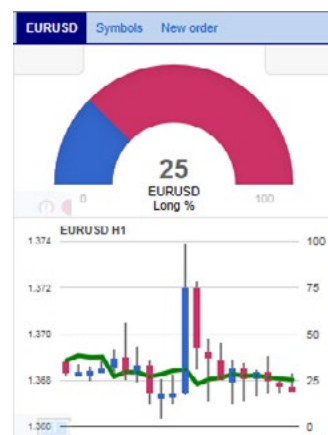 EURUSD Symbols New order
25
EURUSD
Long %
0 100
EURUSD H1
1.374 100
1.372 75
1.370 50
1.368 25
1.366 0